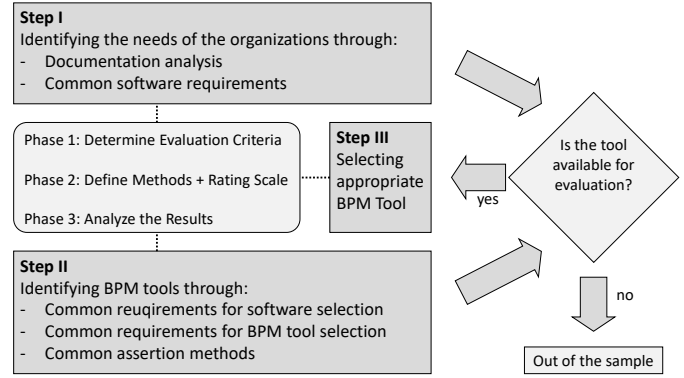 Step I
Identifying the needs of the organizations through:
- Documentation analysis
- Common software requirements
Phase 1: Determine Evaluation Criteria
Phase 2: Define Methods + Rating Scale
Phase 3: Analyze the Results
Step III
Selecting
appropriate
BPM Tool
Step II
Identifying BPM tools through:
- Common reuqirements for software selection
- Common requirements for BPM tool selection
- Common assertion methods
Is the tool
available for
evaluation?
yes
no
Out of the sample